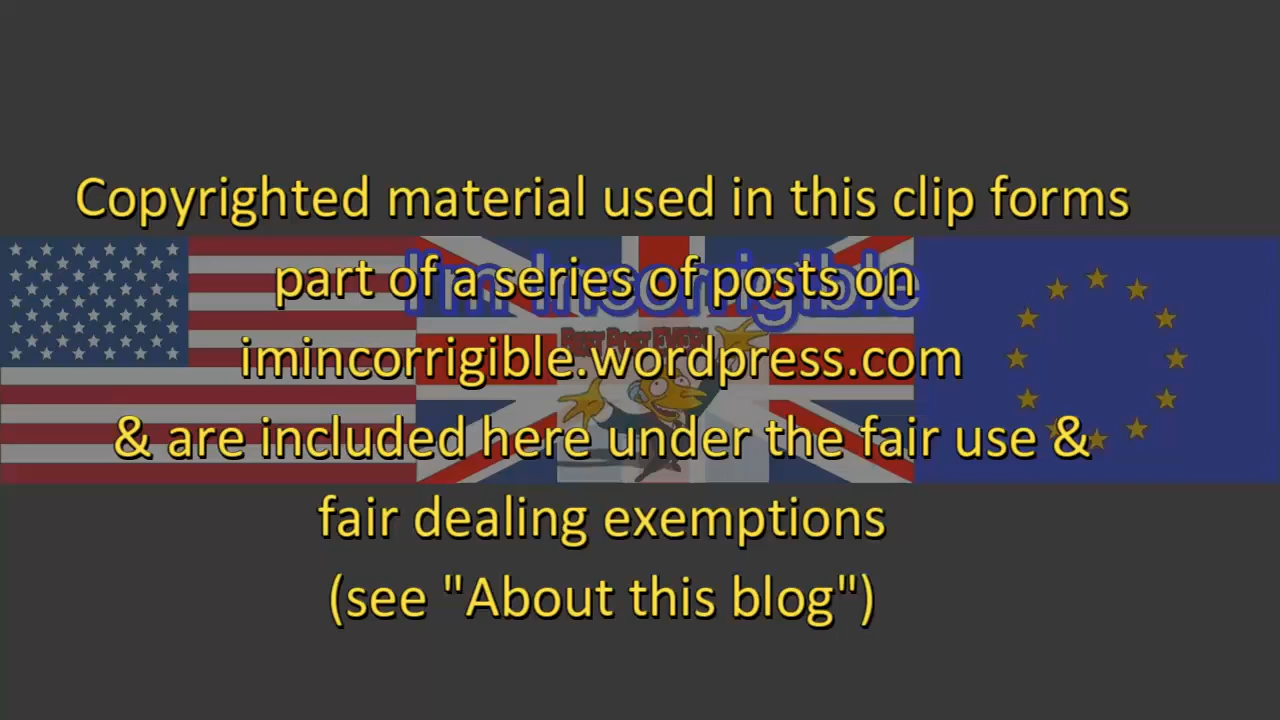 Copyrighted material used in this clip forms
I'm Incorrigible
part of a series of posts on
imincorrigible.wordpress.com
& are included here under the fair use &
fair dealing exemptions
(see "About this blog")